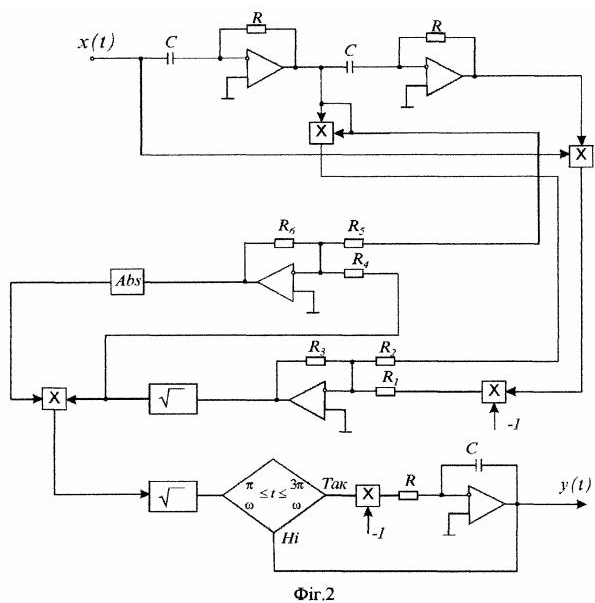 R
R
x(t)
C
C
X
X
R₆
R₅
R₄
Abs
R₃
R₂
R₁
X
√
X
-1
C
√
π
ω
≤ t ≤
3π
ω
Так
X
R
y(t)
-1
Ні
Фіг.2